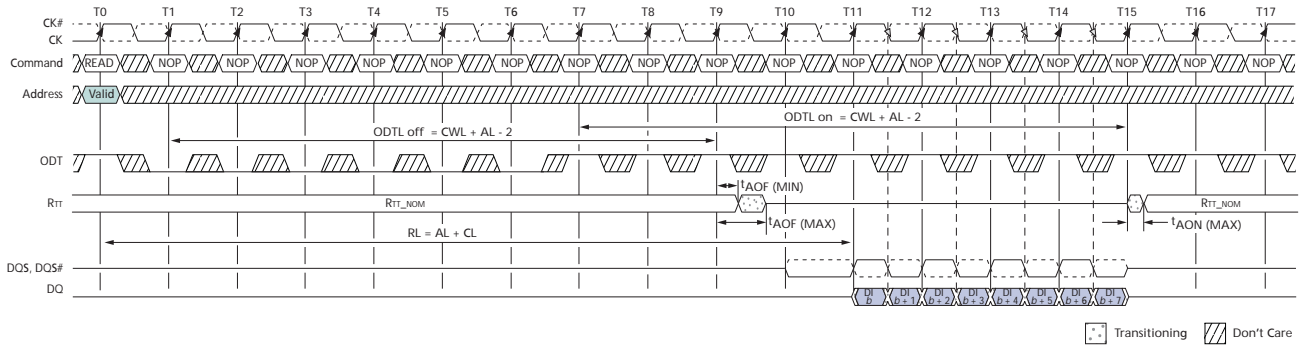 T0 T1 T2 T3 T4 T5 T6 T7 T8 T9 T10 T11 T12 T13 T14 T15 T16 T17
CK#
CK
Command READ NOP NOP NOP NOP NOP NOP NOP NOP NOP NOP NOP NOP NOP NOP NOP NOP NOP
Address Valid
ODTL on = CWL + AL - 2
ODTL off = CWL + AL - 2
ODT
tAOF (MIN)
RTT RTT_NOM RTT_NOM
tAOF (MAX) tAON (MAX)
RL = AL + CL
DQS, DQS#
DQ DI b DI b + 1 DI b + 2 DI b + 3 DI b + 4 DI b + 5 DI b + 6 DI b + 7
Transitioning Don't Care